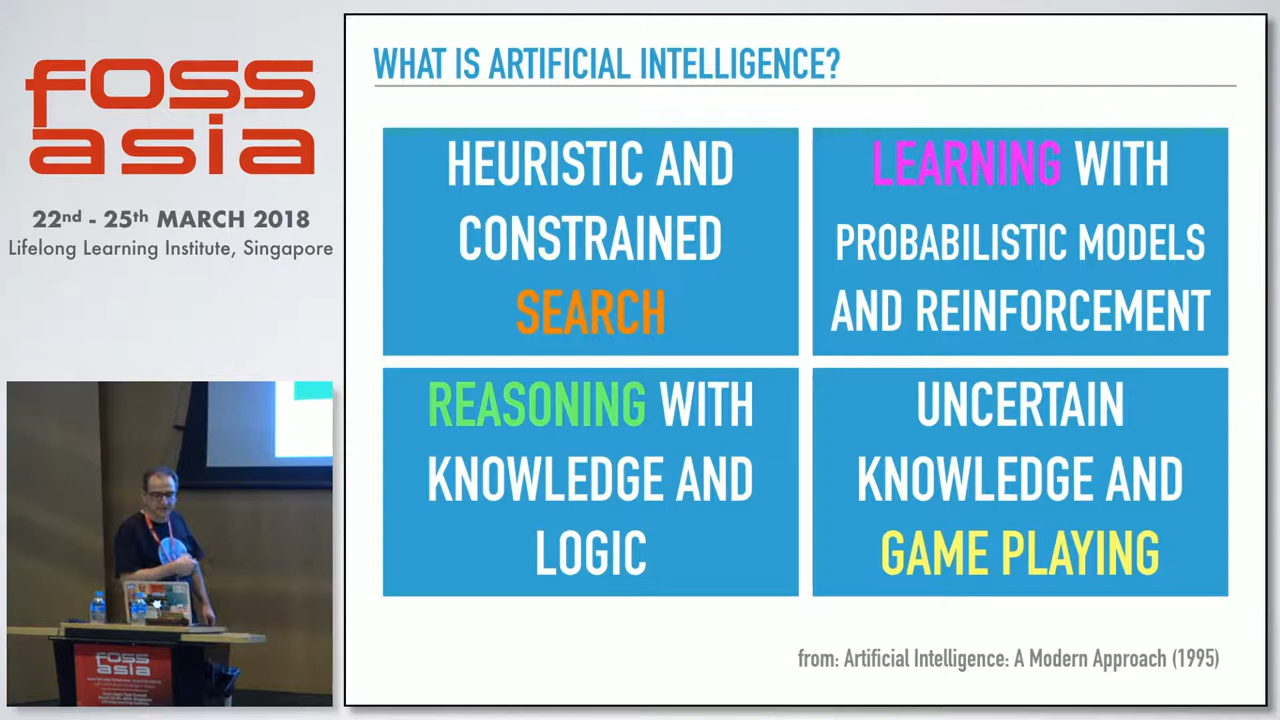 foss
asia
22nd - 25th MARCH 2018
Lifelong Learning Institute, Singapore
WHAT IS ARTIFICIAL INTELLIGENCE?
HEURISTIC AND
CONSTRAINED
SEARCH
LEARNING WITH
PROBABILISTIC MODELS
AND REINFORCEMENT
REASONING WITH
KNOWLEDGE AND
LOGIC
UNCERTAIN
KNOWLEDGE AND
GAME PLAYING
from: Artificial Intelligence: A Modern Approach (1995)
foss
asia